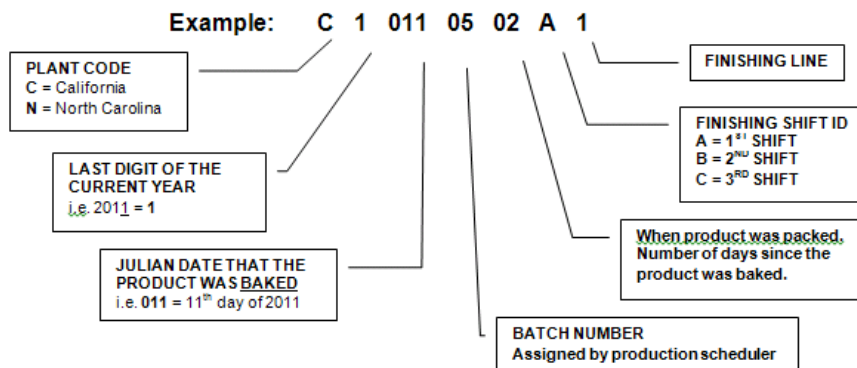 Example: C 1 011 05 02 A 1
PLANT CODE
C = California
N = North Carolina
FINISHING LINE
FINISHING SHIFT ID
A = 1ST SHIFT
B = 2ND SHIFT
C = 3RD SHIFT
LAST DIGIT OF THE
CURRENT YEAR
i.e. 2011 = 1
When product was packed.
Number of days since the
product was baked.
JULIAN DATE THAT THE
PRODUCT WAS BAKED
i.e. 011 = 11th day of 2011
BATCH NUMBER
Assigned by production scheduler